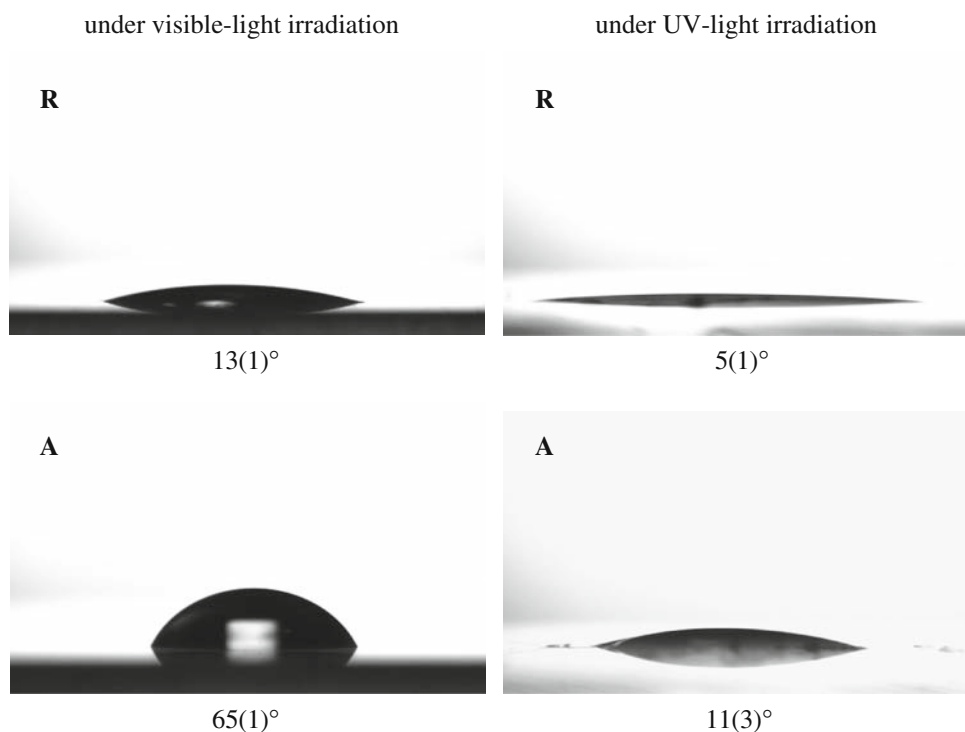 under visible-light irradiation
under UV-light irradiation
R
R
13(1)°
5(1)°
A
A
65(1)°
11(3)°